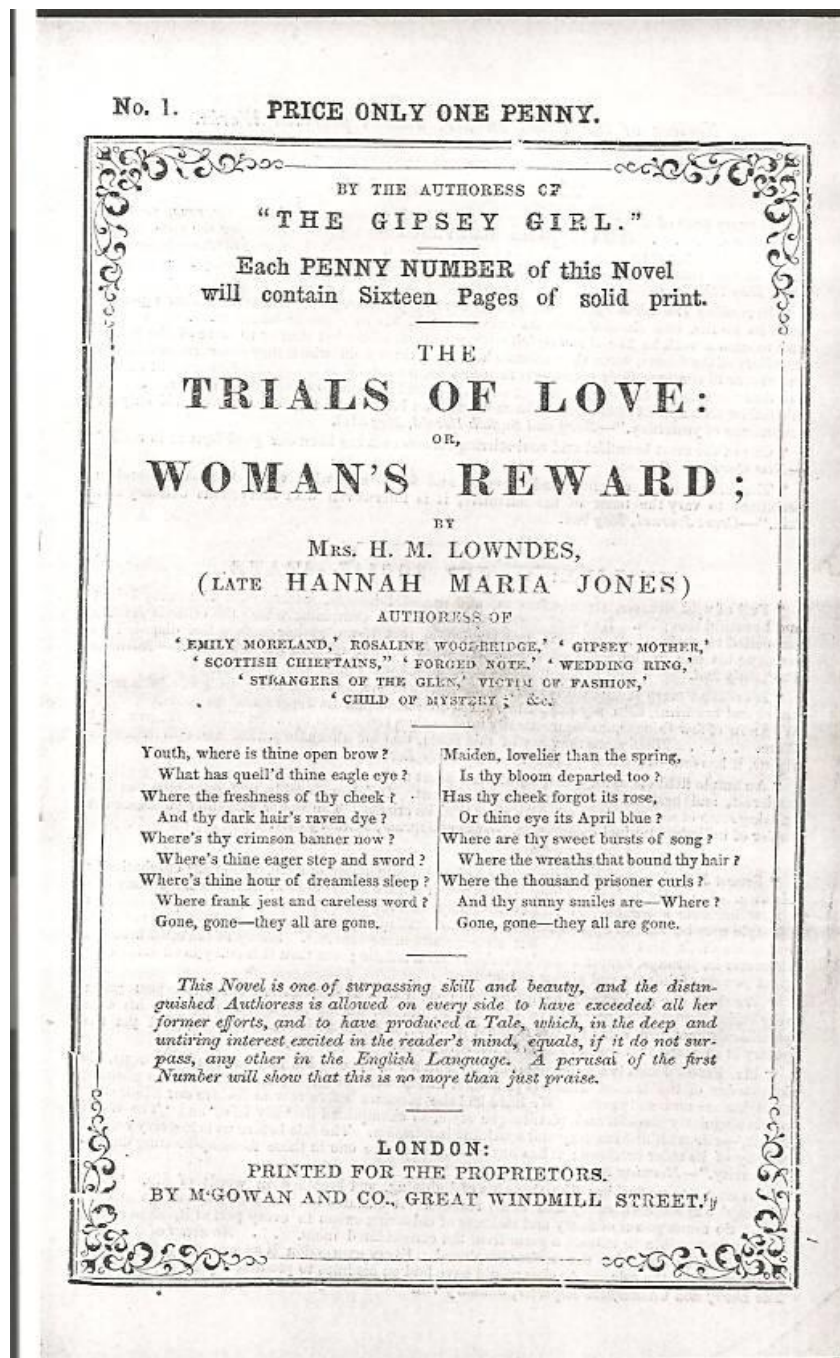 No. 1. PRICE ONLY ONE PENNY.
BY THE AUTHORESS OF
"THE GIPSEY GIRL."
Each PENNY NUMBER of this Novel
will contain Sixteen Pages of solid print.
THE
TRIALS OF LOVE:
OR,
WOMAN'S REWARD;
BY
MRS. H. M. LOWNDES,
(LATE HANNAH MARIA JONES)
AUTHORESS OF
'EMILY MORELAND,' ROSALINE WOODBRIDGE,' 'GIPSEY MOTHER,'
'SCOTTISH CHIEFTAINS," 'FORGED NOTE,' 'WEDDING RING,'
'STRANGERS OF THE GLEN,' VICTIM OF FASHION,'
'CHILD OF MYSTERY;' &c.
Youth, where is thine open brow?
What has quell'd thine eagle eye?
Where the freshness of thy cheek?
And thy dark hair's raven dye?
Where's thy crimson banner now?
Where's thine eager step and sword?
Where's thine hour of dreamless sleep?
Where frank jest and careless word?
Gone, gone—they all are gone.
Maiden, lovelier than the spring,
Is thy bloom departed too?
Has thy cheek forgot its rose,
Or thine eye its April blue?
Where are thy sweet bursts of song?
Where the wreaths that bound thy hair?
Where the thousand prisoner curls?
And thy sunny smiles are—Where?
Gone, gone—they all are gone.
This Novel is one of surpassing skill and beauty, and the distin-
guished Authoress is allowed on every side to have exceeded all her
former efforts, and to have produced a Tale, which, in the deep and
untiring interest excited in the reader's mind, equals, if it do not sur-
pass, any other in the English Language. A perusal of the first
Number will show that this is no more than just praise.
LONDON:
PRINTED FOR THE PROPRIETORS.
BY M'GOWAN AND CO., GREAT WINDMILL STREET.